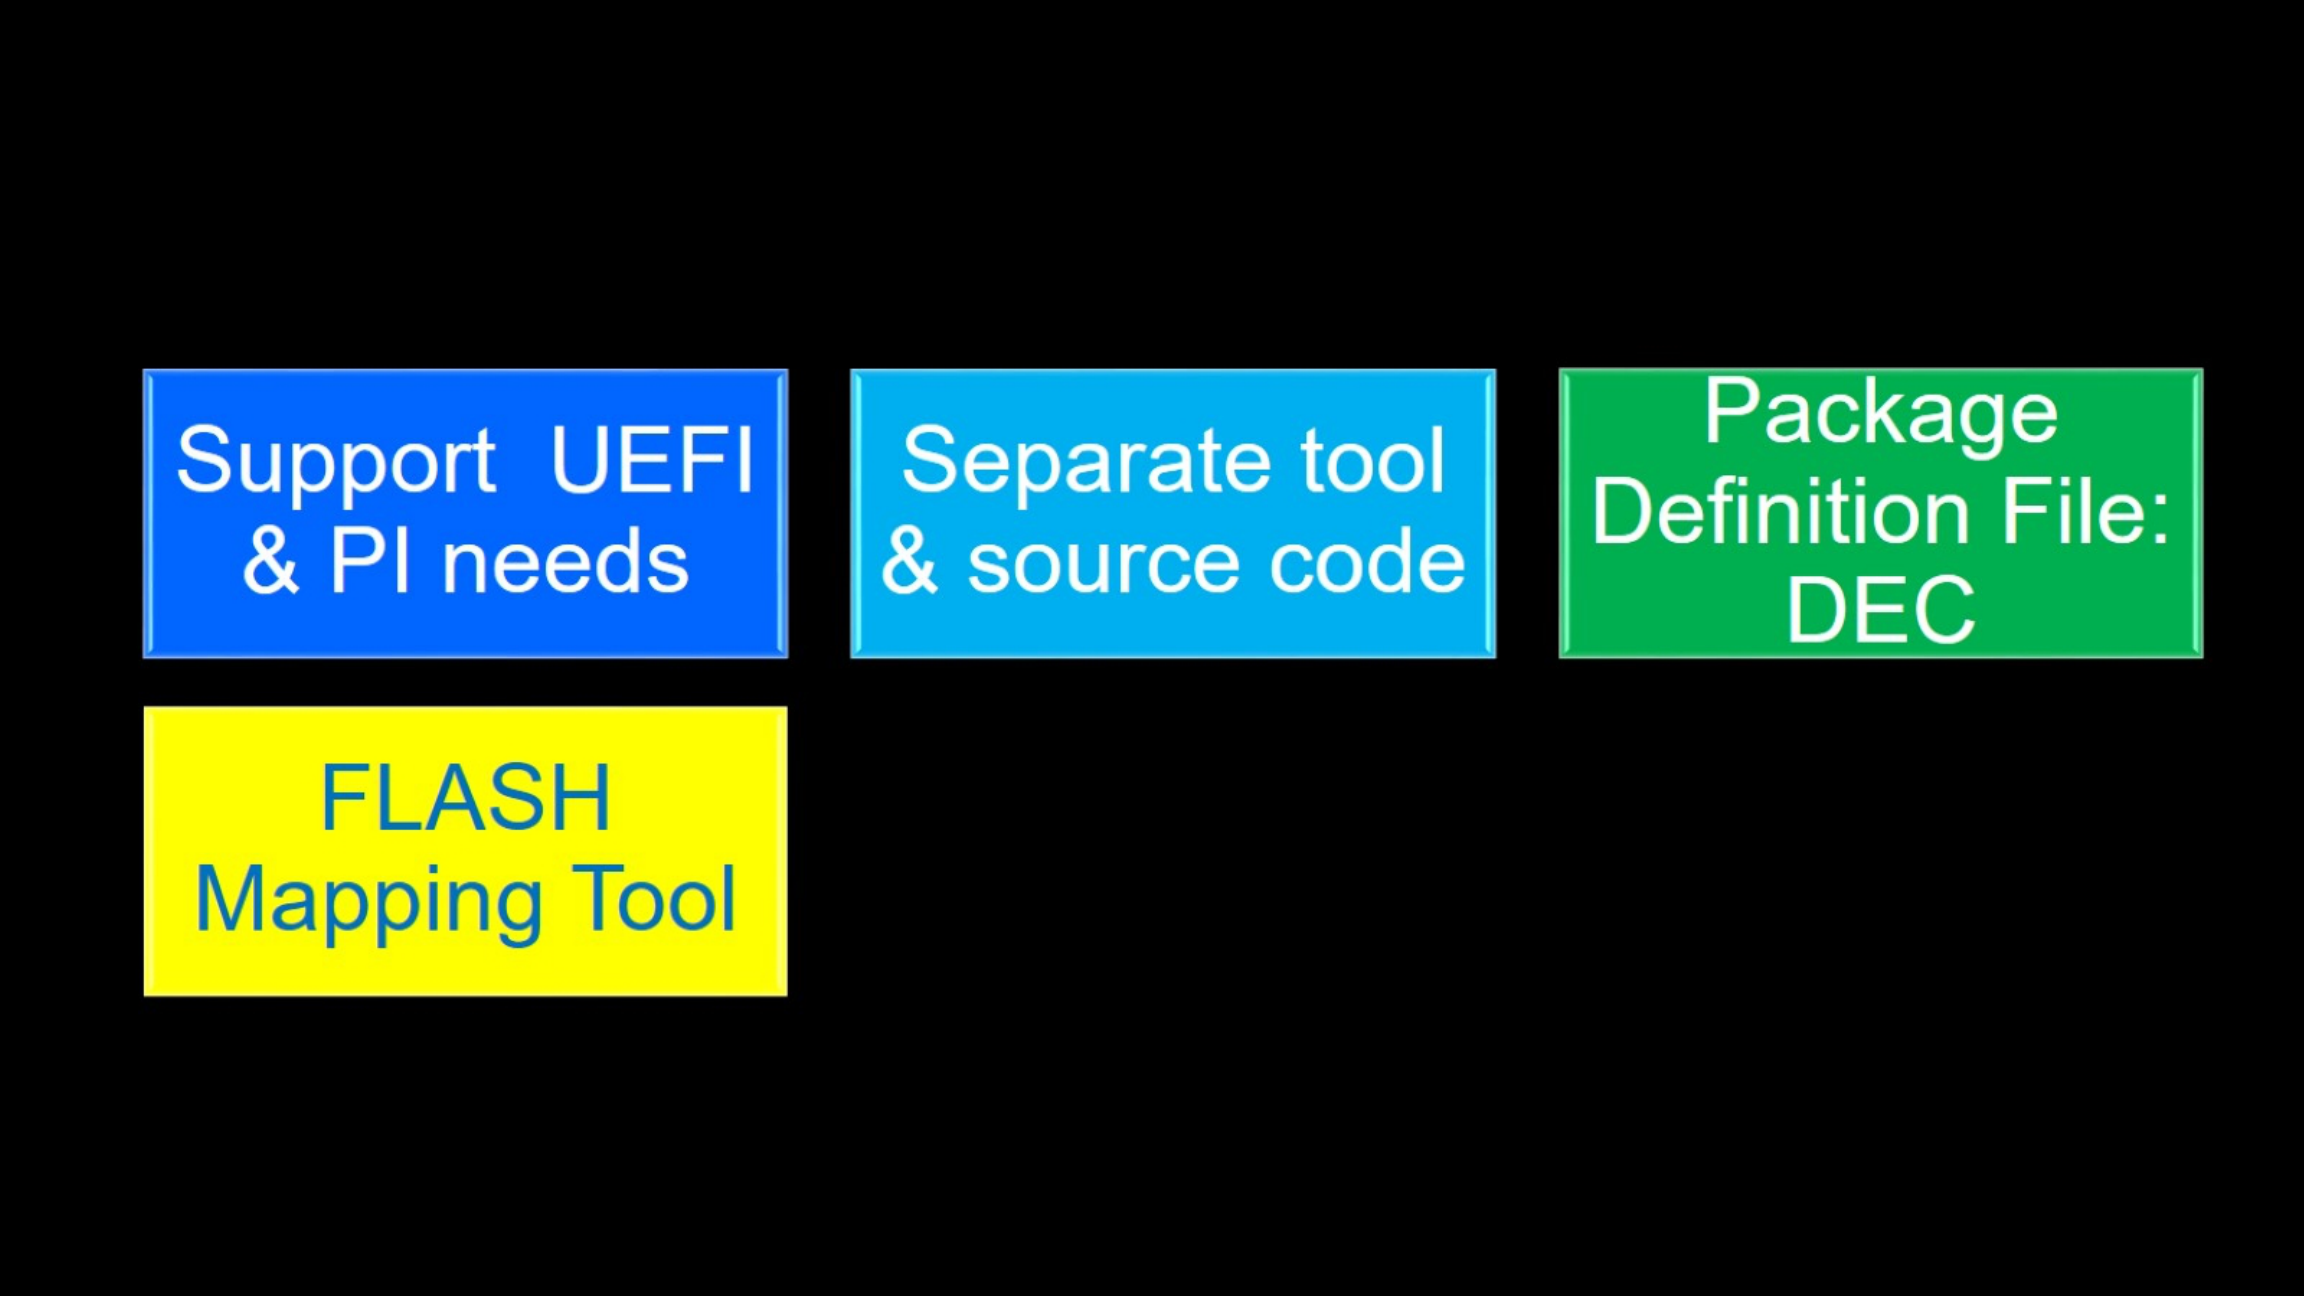 Support  UEFI
& PI needs
Separate tool
& source code
Package
Definition File:
DEC
FLASH
Mapping Tool